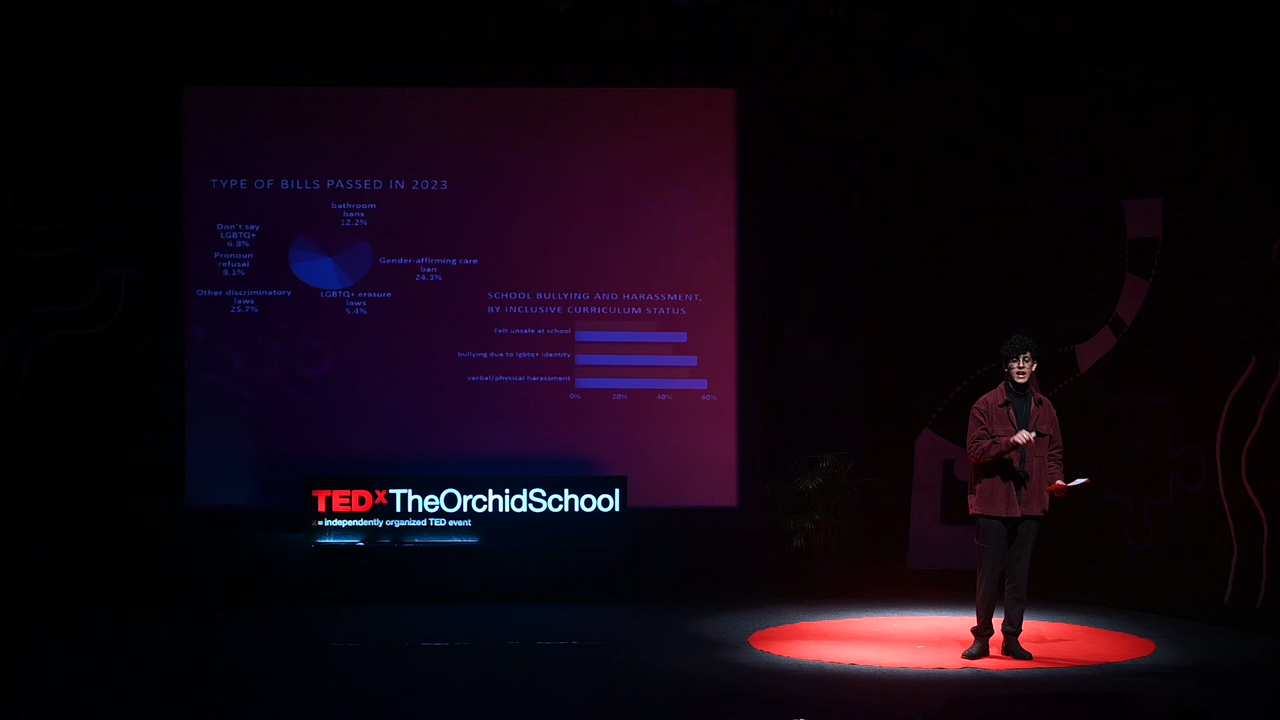 TYPE OF BILLS PASSED IN 2023
bathroom
bans
12.2%
Don't say
LGBTQ+
6.8%
Pronoun
refusal
8.1%
Gender-affirming care
ban
24.3%
Other discriminatory
laws
25.7%
LGBTQ+ erasure
laws
5.4%
SCHOOL BULLYING AND HARASSMENT,
BY INCLUSIVE CURRICULUM STATUS
Felt unsafe at school
bullying due to lgbtq+ identity
verbal/physical harassment
0% 20% 40% 60%
TEDxTheOrchidSchool
x = independently organized TED event